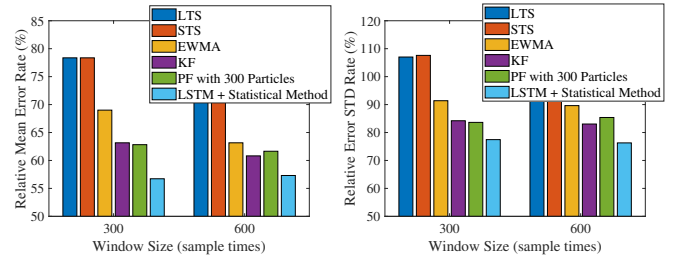 85
80
75
70
65
60
55
50
Relative Mean Error Rate (%)
LTS
STS
EWMA
KF
PF with 300 Particles
LSTM + Statistical Method
300
600
Window Size (sample times)
120
110
100
90
80
70
60
50
Relative Error STD Rate (%)
LTS
STS
EWMA
KF
PF with 300 Particles
LSTM + Statistical Method
300
600
Window Size (sample times)